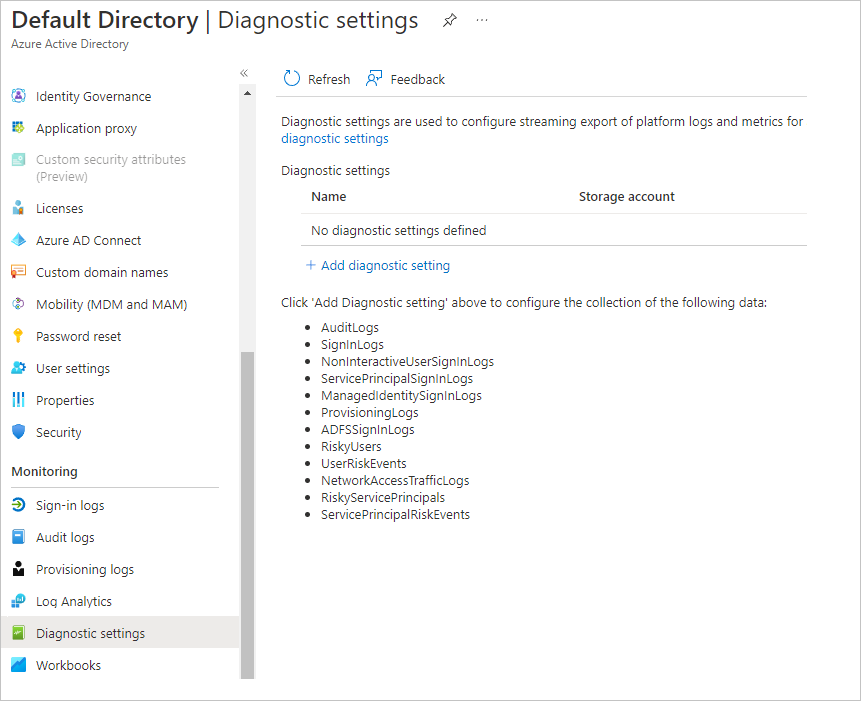 Default Directory | Diagnostic settings
Azure Active Directory
Identity Governance
Application proxy
Custom security attributes
(Preview)
Licenses
Azure AD Connect
Custom domain names
Mobility (MDM and MAM)
Password reset
User settings
Properties
Security
Monitoring
Sign-in logs
Audit logs
Provisioning logs
Log Analytics
Diagnostic settings
Workbooks
Refresh
Feedback
Diagnostic settings are used to configure streaming export of platform logs and metrics for
diagnostic settings
Diagnostic settings
Name
Storage account
No diagnostic settings defined
+ Add diagnostic setting
Click 'Add Diagnostic setting' above to configure the collection of the following data:
• AuditLogs
• SignInLogs
• NonInteractiveUserSignInLogs
• ServicePrincipalSignInLogs
• ManagedIdentitySignInLogs
• ProvisioningLogs
• ADFSSignInLogs
• RiskyUsers
• UserRiskEvents
• NetworkAccessTrafficLogs
• RiskyServicePrincipals
• ServicePrincipalRiskEvents